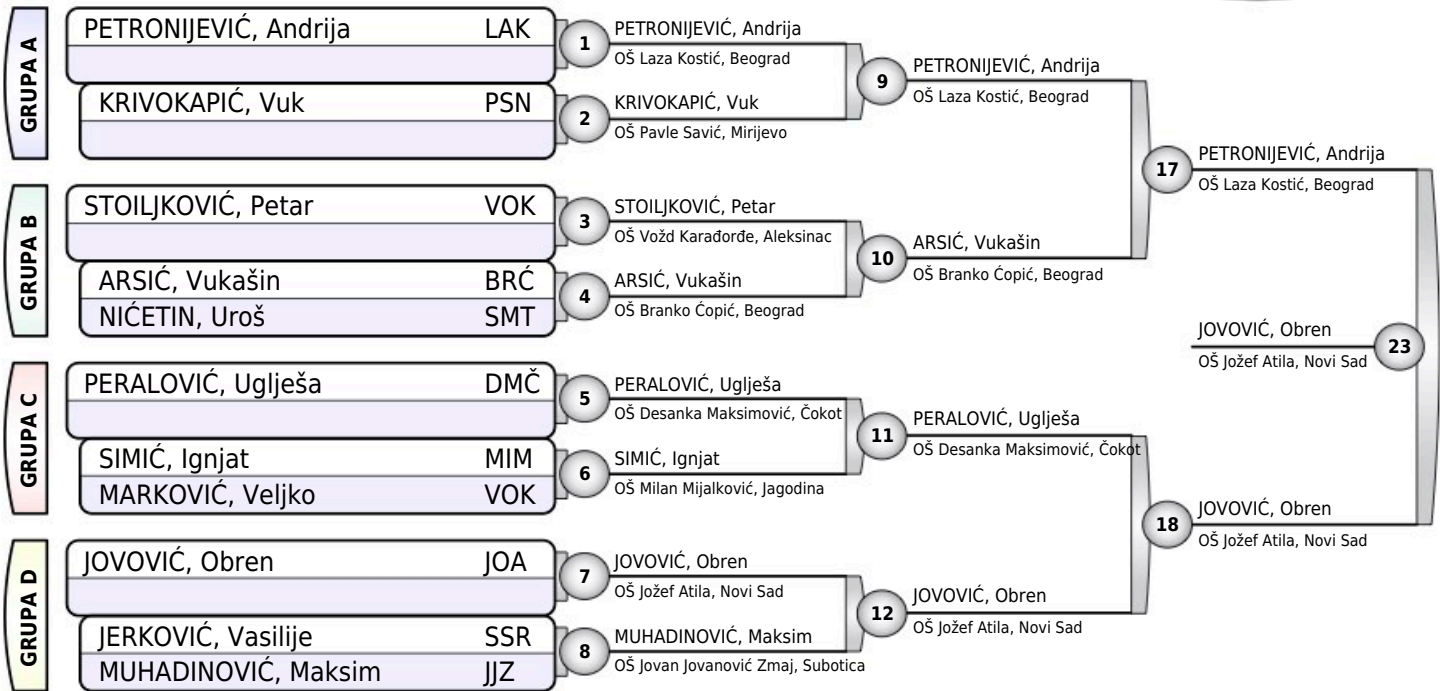 GRUPA A
PETRONIJEVIĆ, Andrija LAK
KRIVOKAPIĆ, Vuk PSN
GRUPA B
STOILJKOVIĆ, Petar VOK
ARSIĆ, Vukašin BRĆ
NIĆETIN, Uroš SMT
GRUPA C
PERALOVIĆ, Uglješa DMČ
SIMIĆ, Ignjat MIM
MARKOVIĆ, Veljko VOK
GRUPA D
JOVOVIĆ, Obren JOA
JERKOVIĆ, Vasilije SSR
MUHADINOVIĆ, Maksim JJZ
1
PETRONIJEVIĆ, Andrija
OŠ Laza Kostić, Beograd
2
KRIVOKAPIĆ, Vuk
OŠ Pavle Savić, Mirijevo
3
STOILJKOVIĆ, Petar
OŠ Vožd Karađorđe, Aleksinac
4
ARSIĆ, Vukašin
OŠ Branko Ćopić, Beograd
5
PERALOVIĆ, Uglješa
OŠ Desanka Maksimović, Čokot
6
SIMIĆ, Ignjat
OŠ Milan Mijalković, Jagodina
7
JOVOVIĆ, Obren
OŠ Jožef Atila, Novi Sad
8
MUHADINOVIĆ, Maksim
OŠ Jovan Jovanović Zmaj, Subotica
9
PETRONIJEVIĆ, Andrija
OŠ Laza Kostić, Beograd
10
ARSIĆ, Vukašin
OŠ Branko Ćopić, Beograd
11
PERALOVIĆ, Uglješa
OŠ Desanka Maksimović, Čokot
12
JOVOVIĆ, Obren
OŠ Jožef Atila, Novi Sad
17
PETRONIJEVIĆ, Andrija
OŠ Laza Kostić, Beograd
18
JOVOVIĆ, Obren
OŠ Jožef Atila, Novi Sad
JOVOVIĆ, Obren
OŠ Jožef Atila, Novi Sad
23